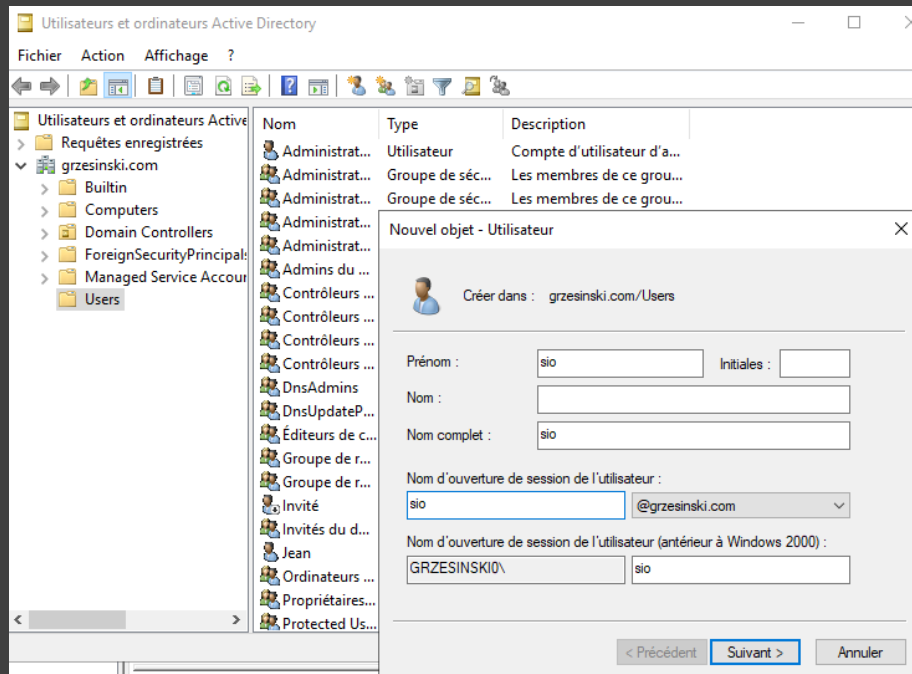 Utilisateurs et ordinateurs Active Directory
Fichier Action Affichage ?
Utilisateurs et ordinateurs Active
Requêtes enregistrées
grzesinski.com
Builtin
Computers
Domain Controllers
ForeignSecurityPrincipals
Managed Service Accour
Users
Nom Type Description
Administrat... Utilisateur Compte d'utilisateur d'a...
Administrat... Groupe de séc... Les membres de ce grou...
Administrat... Groupe de séc... Les membres de ce grou...
Administrat...
Administrat...
Admins du ...
Contrôleurs ...
Contrôleurs ...
Contrôleurs ...
Contrôleurs ...
DnsAdmins
DnsUpdateP...
Éditeurs de c...
Groupe de r...
Groupe de r...
Invité
Invités du d...
Jean
Ordinateurs ...
Propriétaires...
Protected Us...
Nouvel objet - Utilisateur
Créer dans : grzesinski.com/Users
Prénom : sio Initiales :
Nom :
Nom complet : sio
Nom d'ouverture de session de l'utilisateur :
sio @grzesinski.com
Nom d'ouverture de session de l'utilisateur (antérieur à Windows 2000) :
GRZESINSKI0\ sio
< Précédent Suivant > Annuler